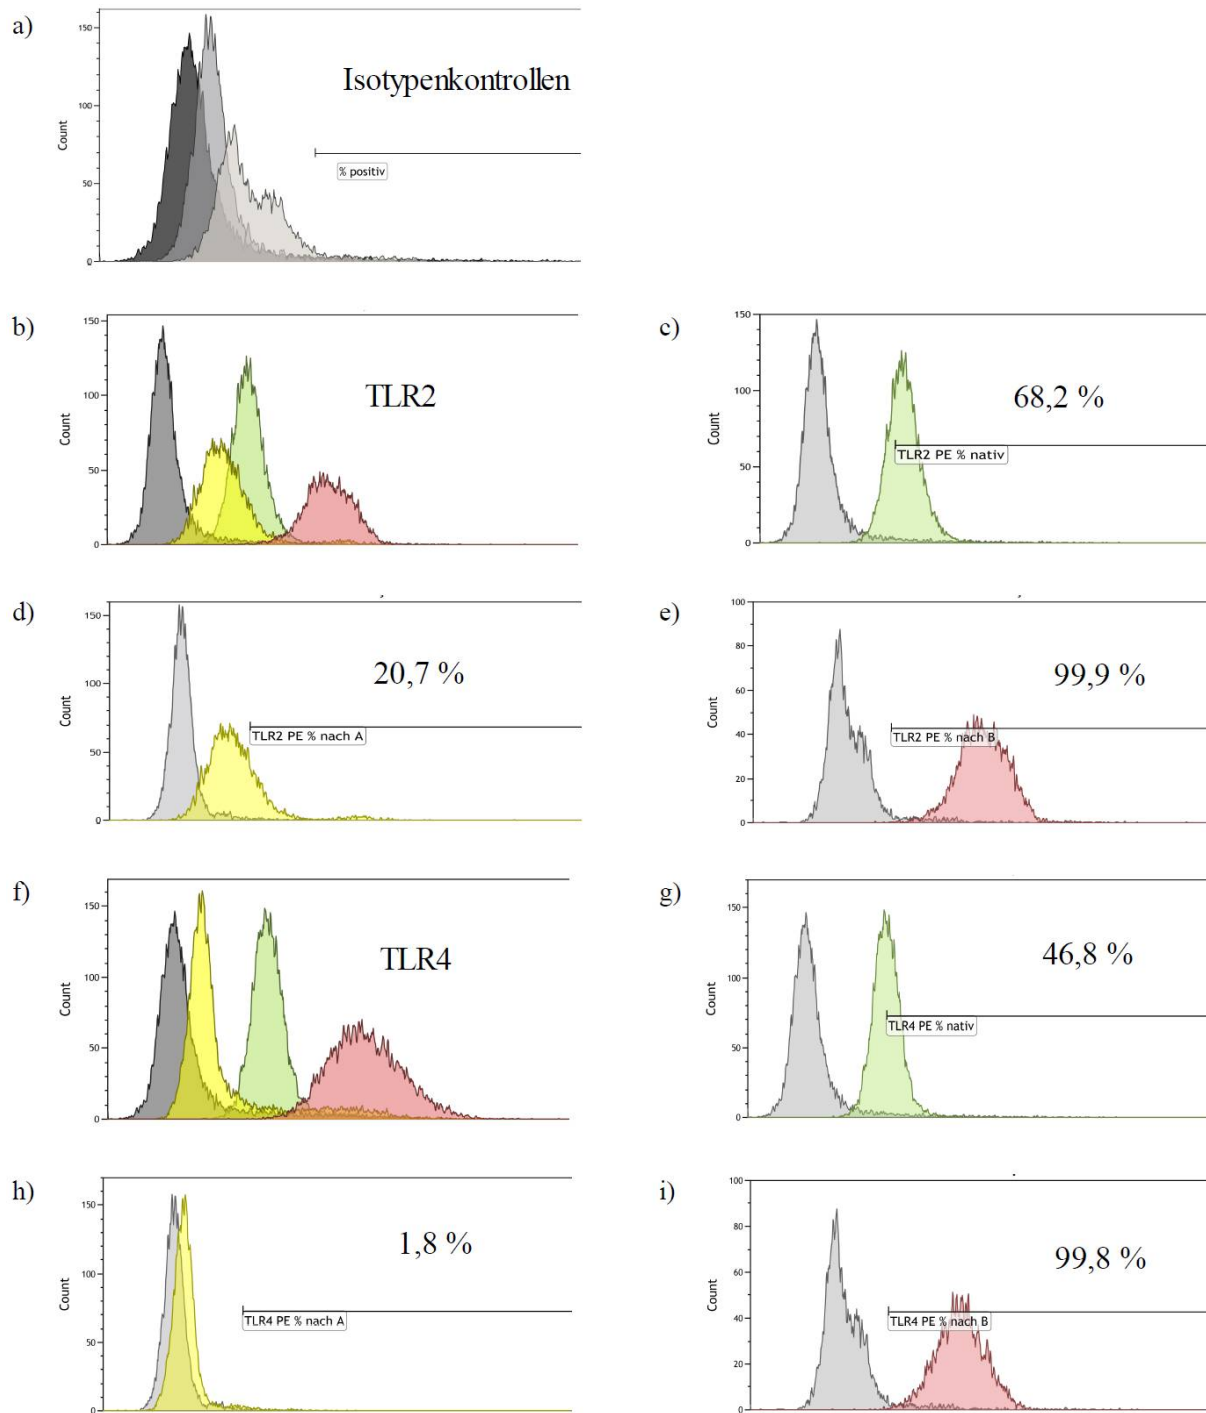 a)
150
100
50
0
Count
Isotypenkontrollen
% positiv
b)
150
100
50
0
Count
TLR2
c)
150
100
50
0
Count
68,2 %
TLR2 PE % nativ
d)
150
100
50
0
Count
20,7 %
TLR2 PE % nach A
e)
100
80
60
40
20
0
Count
99,9 %
TLR2 PE % nach B
f)
150
100
50
0
Count
TLR4
g)
150
100
50
0
Count
46,8 %
TLR4 PE % nativ
h)
150
100
50
0
Count
1,8 %
TLR4 PE % nach A
i)
100
80
60
40
20
0
Count
99,8 %
TLR4 PE % nach B